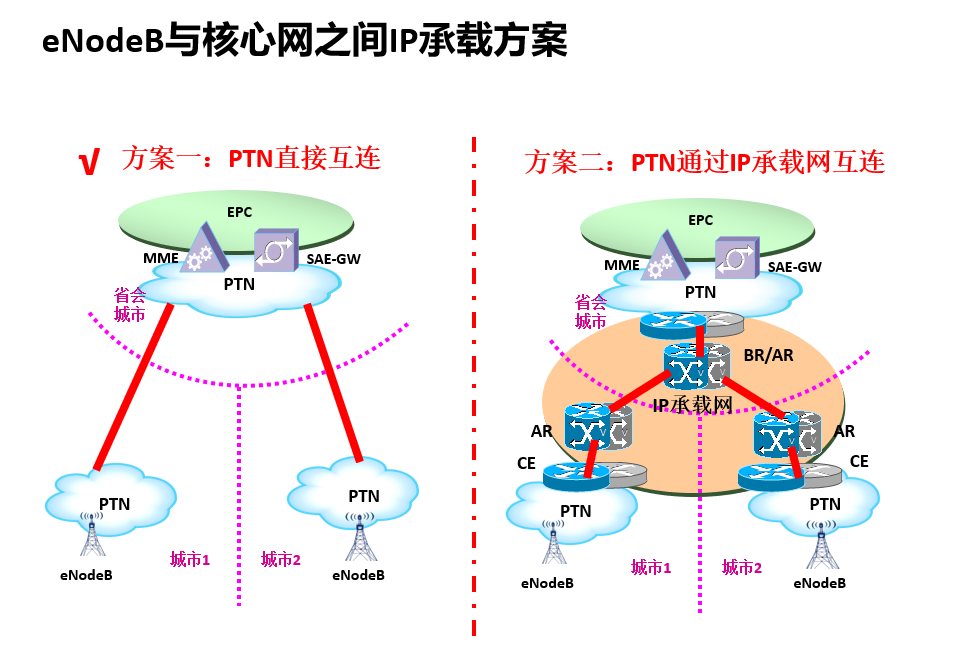 eNodeB与核心网之间IP承载方案
√ 方案一：PTN直接互连
EPC
MME
SAE-GW
PTN
省会
城市
PTN
PTN
eNodeB
城市1
城市2
eNodeB
方案二：PTN通过IP承载网互连
EPC
MME
SAE-GW
PTN
省会
城市
BR/AR
IP承载网
AR
AR
CE
CE
PTN
PTN
eNodeB
城市1
城市2
eNodeB